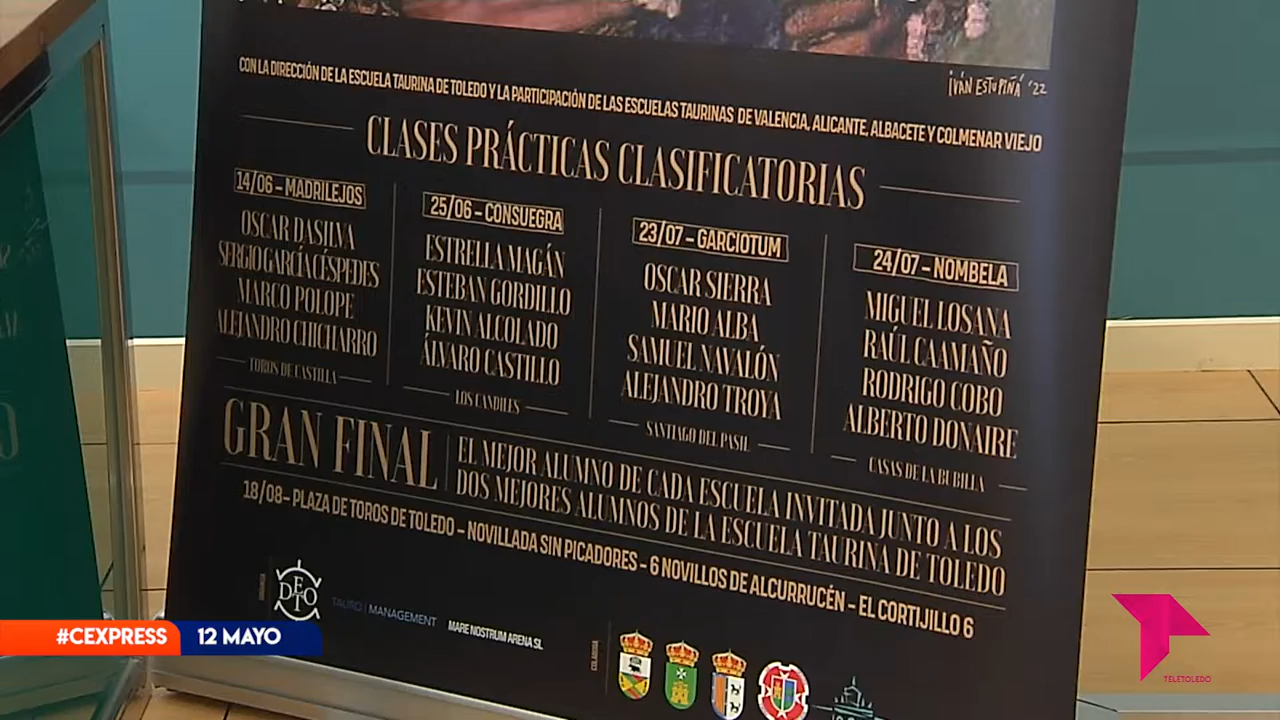 IVÁN ESTUPIÑÁ '22
CON LA DIRECCIÓN DE LA ESCUELA TAURINA DE TOLEDO Y LA PARTICIPACIÓN DE LAS ESCUELAS TAURINAS DE VALENCIA, ALICANTE, ALBACETE Y COLMENAR VIEJO
CLASES PRÁCTICAS CLASIFICATORIAS
14/06 - MADRILEJOS
OSCAR DASILVA
SERGIO GARCÍA CÉSPEDES
MARCO POLOPE
ALEJANDRO CHICHARRO
TOROS DE CASTILLA
25/06 - CONSUEGRA
ESTRELLA MAGÁN
ESTEBAN GORDILLO
KEVIN ALCOLADO
ÁLVARO CASTILLO
LOS CANDILES
23/07 - GARCIOTUM
OSCAR SIERRA
MARIO ALBA
SAMUEL NAVALÓN
ALEJANDRO TROYA
SANTIAGO DEL PASIL
24/07 - NOMBELA
MIGUEL LOSANA
RAÚL CAAMAÑO
RODRIGO COBO
ALBERTO DONAIRE
CASAS DE LA BUBILLA
GRAN FINAL
EL MEJOR ALUMNO DE CADA ESCUELA INVITADA JUNTO A LOS
DOS MEJORES ALUMNOS DE LA ESCUELA TAURINA DE TOLEDO
18/08 - PLAZA DE TOROS DE TOLEDO - NOVILLADA SIN PICADORES - 6 NOVILLOS DE ALCURRUCÉN - EL CORTIJILLO 6
TAURO | MANAGEMENT
MARE NOSTRUM ARENA SL
COLABORA
#CEXPRESS
12 MAYO
TELETOLEDO